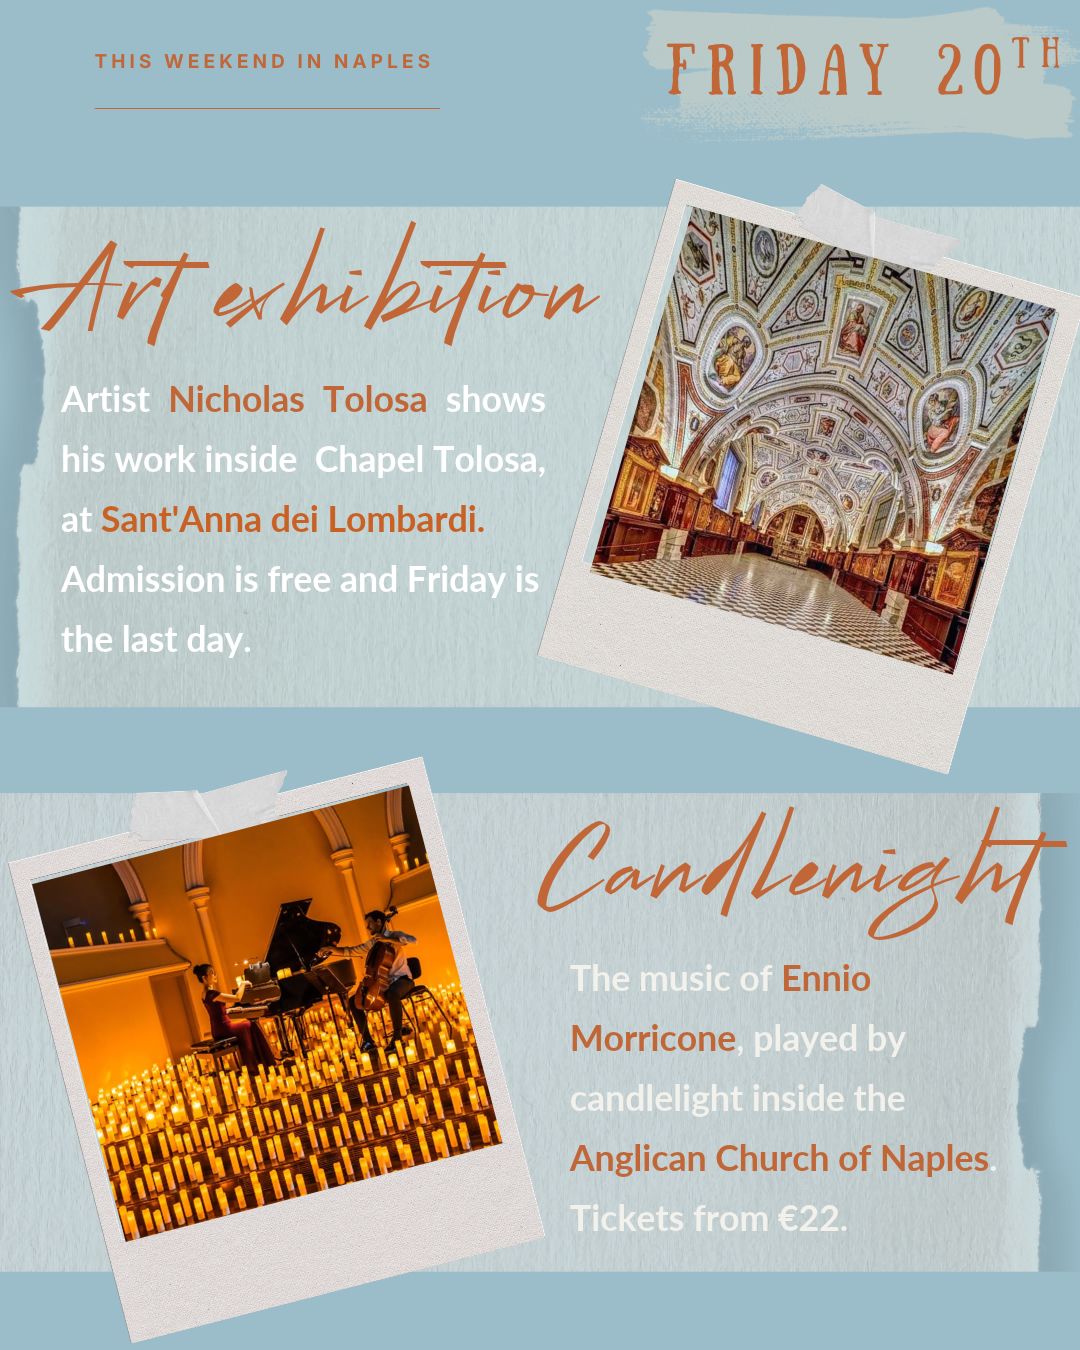 THIS WEEKEND IN NAPLES
FRIDAY 20TH
Art exhibition
Artist Nicholas Tolosa shows
his work inside Chapel Tolosa,
at Sant'Anna dei Lombardi.
Admission is free and Friday is
the last day.
Candlenight
The music of Ennio
Morricone, played by
candlelight inside the
Anglican Church of Naples.
Tickets from €22.